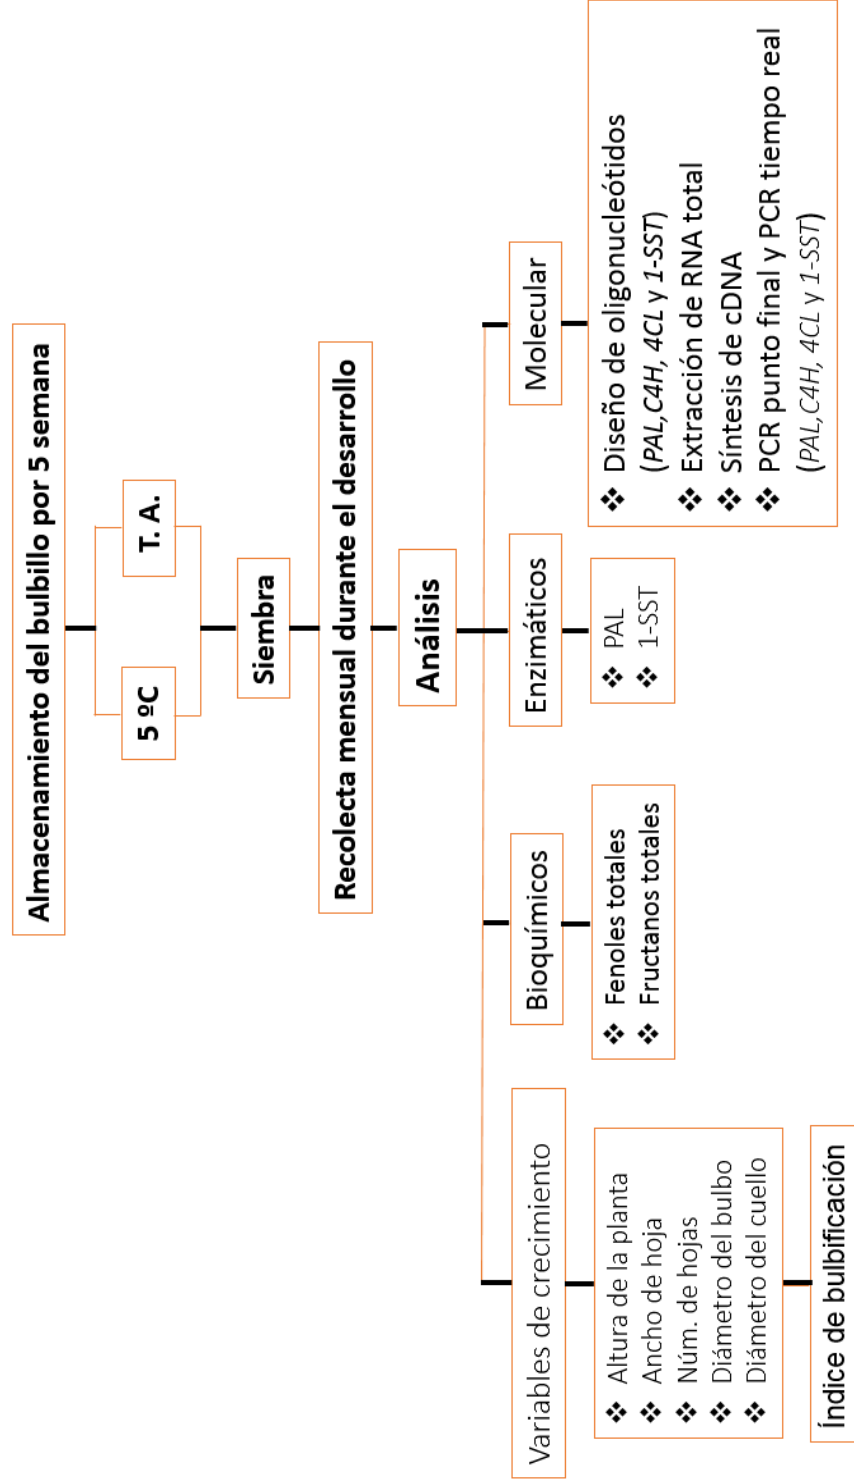 Almacenamiento del bulbillo por 5 semana
5 ºC
T. A.
Siembra
Recolecta mensual durante el desarrollo
Análisis
Variables de crecimiento
❖ Altura de la planta
❖ Ancho de hoja
❖ Núm. de hojas
❖ Diámetro del bulbo
❖ Diámetro del cuello
Índice de bulbificación
Bioquímicos
❖ Fenoles totales
❖ Fructanos totales
Enzimáticos
❖ PAL
❖ 1-SST
Molecular
❖ Diseño de oligonucleótidos
(PAL,C4H, 4CL y 1-SST)
❖ Extracción de RNA total
❖ Síntesis de cDNA
❖ PCR punto final y PCR tiempo real
(PAL,C4H, 4CL y 1-SST)